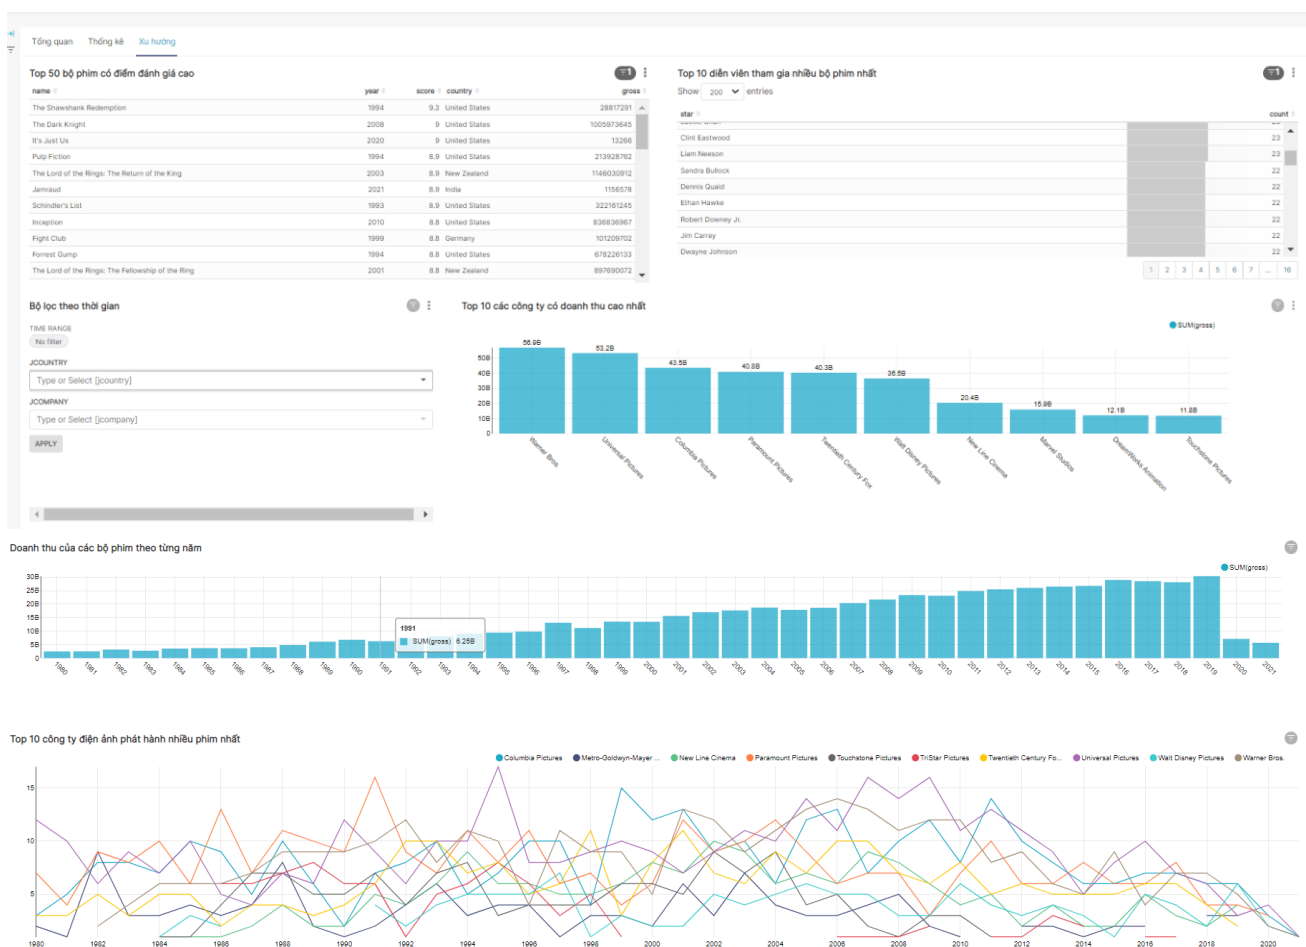 Tổng quan Thống kê Xu hướng
Top 50 bộ phim có điểm đánh giá cao
1
name year score country gross
The Shawshank Redemption 1994 9.3 United States 28817291
The Dark Knight 2008 9 United States 1005973645
It's Just Us 2020 9 United States 13266
Pulp Fiction 1994 8.9 United States 213928762
The Lord of the Rings: The Return of the King 2003 8.9 New Zealand 1146030912
Jamraud 2021 8.9 India 1156578
Schindler's List 1993 8.9 United States 322161245
Inception 2010 8.8 United States 836836967
Fight Club 1999 8.8 Germany 101209702
Forrest Gump 1994 8.8 United States 678226133
The Lord of the Rings: The Fellowship of the Ring 2001 8.8 New Zealand 897690072
Top 10 diễn viên tham gia nhiều bộ phim nhất
1
Show 200 entries
star count
Clint Eastwood 23
Liam Neeson 23
Sandra Bullock 22
Dennis Quaid 22
Ethan Hawke 22
Robert Downey Jr. 22
Jim Carrey 22
Dwayne Johnson 22
1 2 3 4 5 6 7 ... 16
Bộ lọc theo thời gian
TIME RANGE
No filter
JCOUNTRY
Type or Select [jcountry]
JCOMPANY
Type or Select [jcompany]
APPLY
Top 10 các công ty có doanh thu cao nhất
SUM(gross)
56.9B 53.2B 43.5B 40.8B 40.3B 36.5B 20.4B 15.9B 12.1B 11.8B
50B
40B
30B
20B
10B
0
Warner Bros. Universal Pictures Columbia Pictures Paramount Pictures Twentieth Century Fox Walt Disney Pictures New Line Cinema Marvel Studios DreamWorks Animation Touchstone Pictures
Doanh thu của các bộ phim theo từng năm
SUM(gross)
30B
25B
20B
15B
10B
5B
0
1991
SUM(gross) 6.25B
1980 1981 1982 1983 1984 1985 1986 1987 1988 1989 1990 1991 1992 1993 1994 1995 1996 1997 1998 1999 2000 2001 2002 2003 2004 2005 2006 2007 2008 2009 2010 2011 2012 2013 2014 2015 2016 2017 2018 2019 2020 2021
Top 10 công ty điện ảnh phát hành nhiều phim nhất
Columbia Pictures Metro-Goldwyn-Mayer ... New Line Cinema Paramount Pictures Touchstone Pictures TriStar Pictures Twentieth Century Fo... Universal Pictures Walt Disney Pictures Warner Bros.
15
10
5
1980 1982 1984 1986 1988 1990 1992 1994 1996 1998 2000 2002 2004 2006 2008 2010 2012 2014 2016 2018 2020